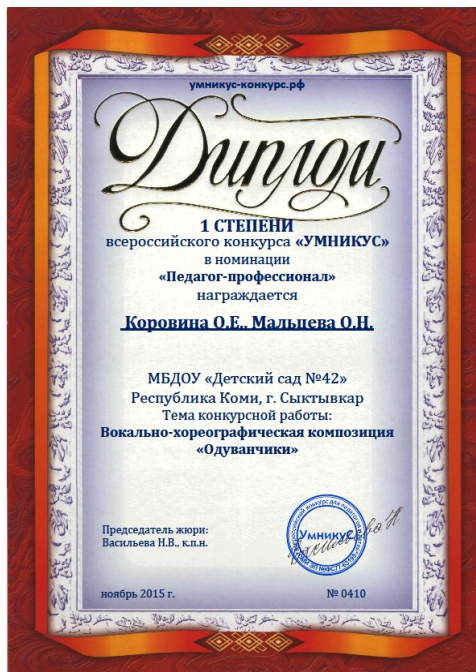 умникус-конкурс.рф
Диплом
1 СТЕПЕНИ
всероссийского конкурса «УМНИКУС»
в номинации
«Педагог-профессионал»
награждается
Коровина О.Е., Мальцева О.Н.
МБДОУ «Детский сад №42»
Республика Коми, г. Сыктывкар
Тема конкурсной работы:
Вокально-хореографическая композиция
«Одуванчики»
Председатель жюри:
Васильева Н.В., к.п.н.
Умникус
ноябрь 2015 г.
№ 0410